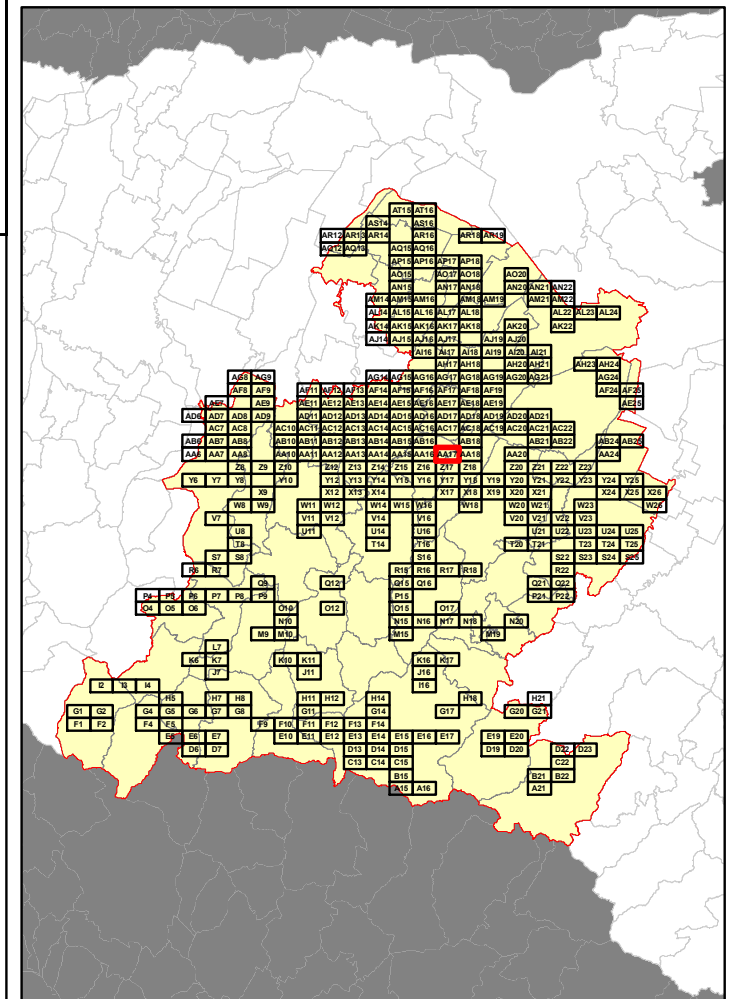 AT15 AT16
AS14 AS16
AR12 AR13 AR14 AR16 AR18 AR19
AQ12 AQ13 AQ15 AQ16
AP15 AP16 AP17 AP18
AO15 AO17 AO18 AO20
AN15 AN17 AN18 AN20 AN21 AN22
AM14 AM15 AM16 AM18 AM19 AM21 AM22
AL14 AL15 AL16 AL17 AL18 AL22 AL23 AL24
AK14 AK15 AK16 AK17 AK18 AK20 AK22
AJ14 AJ15 AJ16 AJ17 AJ19 AJ20
AI16 AI17 AI18 AI19 AI20 AI21
AH17 AH18 AH20 AH21 AH23 AH24
AG8 AG9 AG14 AG15 AG16 AG17 AG18 AG19 AG20 AG21 AG24
AF8 AF9 AF11 AF12 AF13 AF14 AF15 AF16 AF17 AF18 AF19 AF24 AF25
AE7 AE9 AE11 AE12 AE13 AE14 AE15 AE16 AE17 AE18 AE19 AE25
AD6 AD7 AD8 AD9 AD11 AD12 AD13 AD14 AD15 AD16 AD17 AD18 AD19 AD20 AD21
AC7 AC8 AC10 AC11 AC12 AC13 AC14 AC15 AC16 AC17 AC18 AC19 AC20 AC21 AC22
AB6 AB7 AB8 AB10 AB11 AB12 AB13 AB14 AB15 AB16 AB18 AB21 AB22 AB24 AB25
AA6 AA7 AA8 AA10 AA11 AA12 AA13 AA14 AA15 AA16 AA17 AA18 AA20 AA24
Z8 Z9 Z10 Z12 Z13 Z14 Z15 Z16 Z17 Z18 Z20 Z21 Z22 Z23
Y6 Y7 Y8 Y10 Y12 Y13 Y14 Y15 Y16 Y17 Y18 Y19 Y20 Y21 Y22 Y23 Y24 Y25
X9 X12 X13 X14 X17 X18 X19 X20 X21 X24 X25 X26
W8 W9 W11 W12 W14 W15 W16 W18 W20 W21 W23 W26
V7 V11 V12 V14 V16 V20 V21 V22 V23
U8 U11 U14 U16 U21 U22 U23 U24 U25
T8 T14 T16 T20 T21 T23 T24 T25
S7 S8 S16 S22 S23 S24 S25
R6 R7 R15 R16 R17 R18 R22
Q9 Q12 Q15 Q16 Q21 Q22
P4 P5 P6 P7 P8 P9 P15 P21 P22
O4 O5 O6 O10 O12 O15 O17
N10 N15 N16 N17 N18 N20
M9 M10 M15 M19
L7
K6 K7 K10 K11 K16 K17
J7 J11 J16
I2 I3 I4 I16
H5 H7 H8 H11 H12 H14 H18 H21
G1 G2 G4 G5 G6 G7 G8 G11 G14 G17 G20 G21
F1 F2 F4 F5 F9 F10 F11 F12 F13 F14
E5 E6 E7 E10 E11 E12 E13 E14 E15 E16 E17 E19 E20
D6 D7 D13 D14 D15 D19 D20 D22 D23
C13 C14 C15 C22
B15 B21 B22
A15 A16 A21